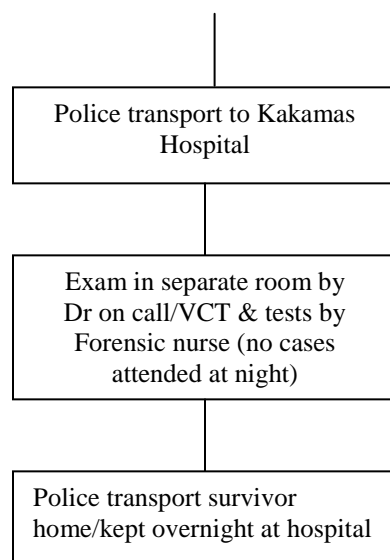 Police transport to Kakamas
Hospital
Exam in separate room by
Dr on call/VCT & tests by
Forensic nurse (no cases
attended at night)
Police transport survivor
home/kept overnight at hospital